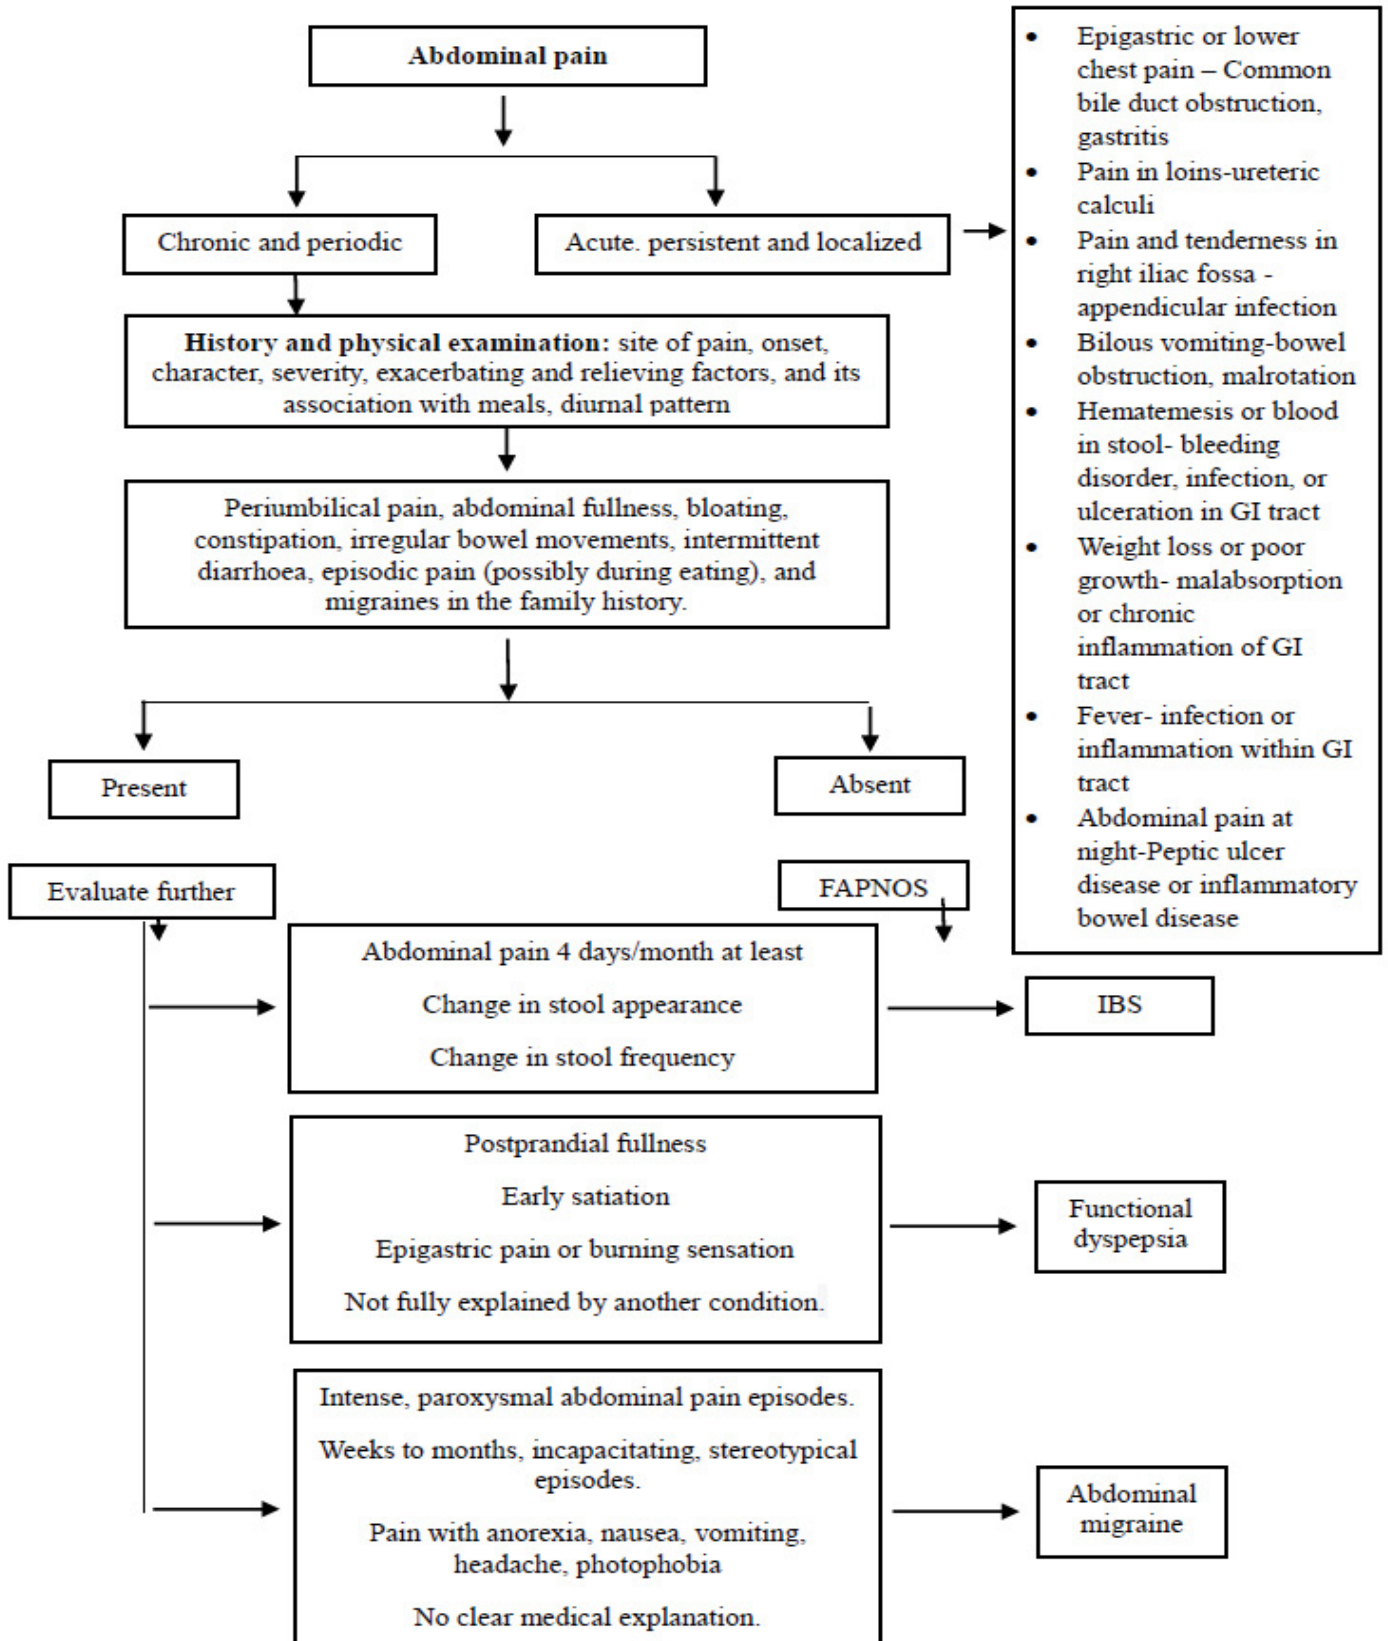 Abdominal pain
Chronic and periodic
Acute. persistent and localized
• Epigastric or lower
chest pain – Common
bile duct obstruction,
gastritis
• Pain in loins-ureteric
calculi
• Pain and tenderness in
right iliac fossa -
appendicular infection
• Bilous vomiting-bowel
obstruction, malrotation
• Hematemesis or blood
in stool- bleeding
disorder, infection, or
ulceration in GI tract
• Weight loss or poor
growth- malabsorption
or chronic
inflammation of GI
tract
• Fever- infection or
inflammation within GI
tract
• Abdominal pain at
night-Peptic ulcer
disease or inflammatory
bowel disease
History and physical examination: site of pain, onset,
character, severity, exacerbating and relieving factors, and its
association with meals, diurnal pattern
Periumbilical pain, abdominal fullness, bloating,
constipation, irregular bowel movements, intermittent
diarrhoea, episodic pain (possibly during eating), and
migraines in the family history.
Present
Absent
Evaluate further
FAPNOS
Abdominal pain 4 days/month at least
Change in stool appearance
Change in stool frequency
IBS
Postprandial fullness
Early satiation
Epigastric pain or burning sensation
Not fully explained by another condition.
Functional
dyspepsia
Intense, paroxysmal abdominal pain episodes.
Weeks to months, incapacitating, stereotypical
episodes.
Pain with anorexia, nausea, vomiting,
headache, photophobia
No clear medical explanation.
Abdominal
migraine